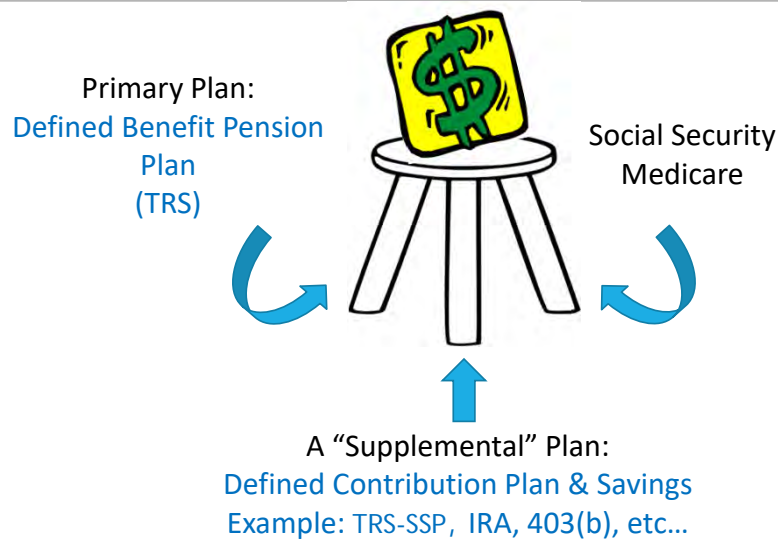 $
Primary Plan:
Defined Benefit Pension
Plan
(TRS)
Social Security
Medicare
A “Supplemental” Plan:
Defined Contribution Plan & Savings
Example: TRS-SSP, IRA, 403(b), etc…